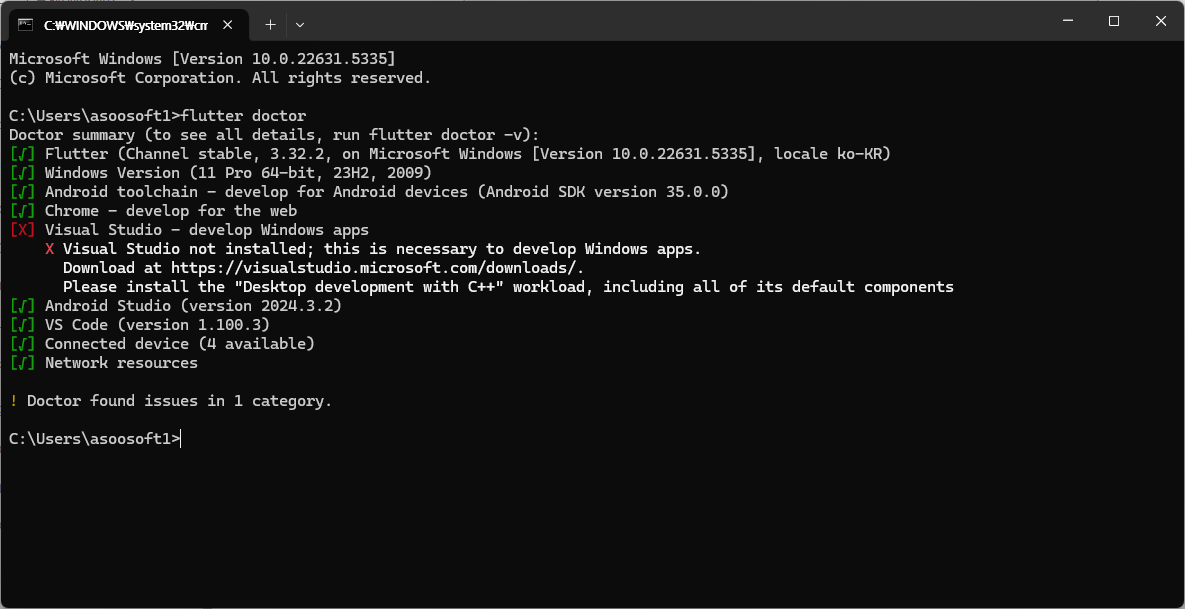 C:₩WINDOWS₩system32₩cm
Microsoft Windows [Version 10.0.22631.5335]
(c) Microsoft Corporation. All rights reserved.
C:\Users\asoosoft1>flutter doctor
Doctor summary (to see all details, run flutter doctor -v):
[√] Flutter (Channel stable, 3.32.2, on Microsoft Windows [Version 10.0.22631.5335], locale ko-KR)
[√] Windows Version (11 Pro 64-bit, 23H2, 2009)
[√] Android toolchain - develop for Android devices (Android SDK version 35.0.0)
[√] Chrome - develop for the web
[X] Visual Studio - develop Windows apps
X Visual Studio not installed; this is necessary to develop Windows apps.
Download at https://visualstudio.microsoft.com/downloads/.
Please install the "Desktop development with C++" workload, including all of its default components
[√] Android Studio (version 2024.3.2)
[√] VS Code (version 1.100.3)
[√] Connected device (4 available)
[√] Network resources
! Doctor found issues in 1 category.
C:\Users\asoosoft1>